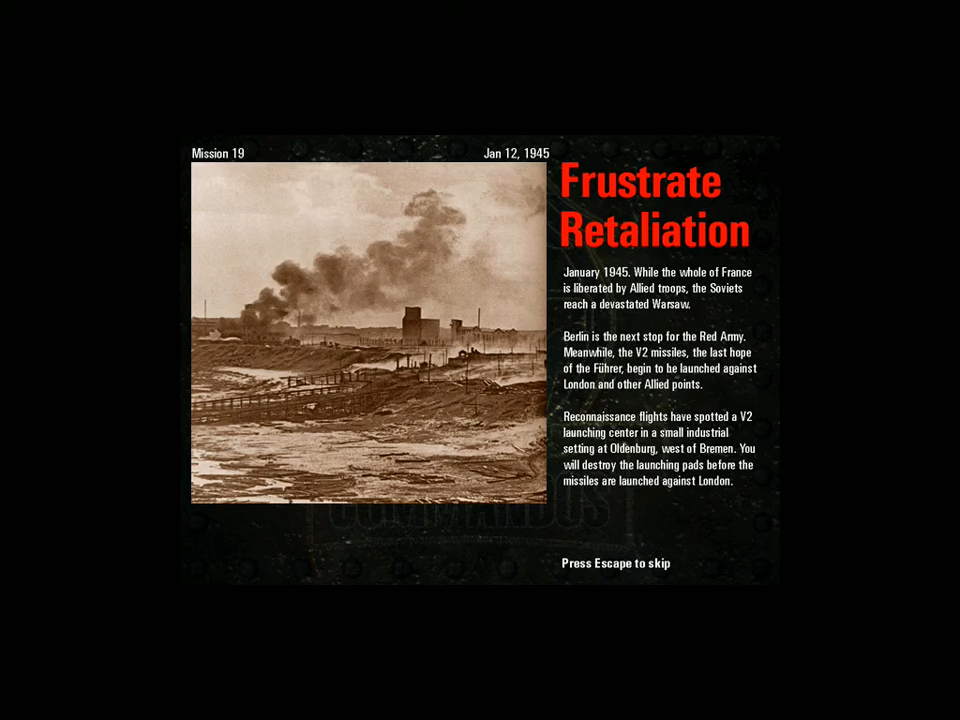 Mission 19
Jan 12, 1945
Frustrate
Retaliation
January 1945. While the whole of France
is liberated by Allied troops, the Soviets
reach a devastated Warsaw.
Berlin is the next stop for the Red Army.
Meanwhile, the V2 missiles, the last hope
of the Führer, begin to be launched against
London and other Allied points.
Reconnaissance flights have spotted a V2
launching center in a small industrial
setting at Oldenburg, west of Bremen. You
will destroy the launching pads before the
missiles are launched against London.
COMMANDOS
Press Escape to skip